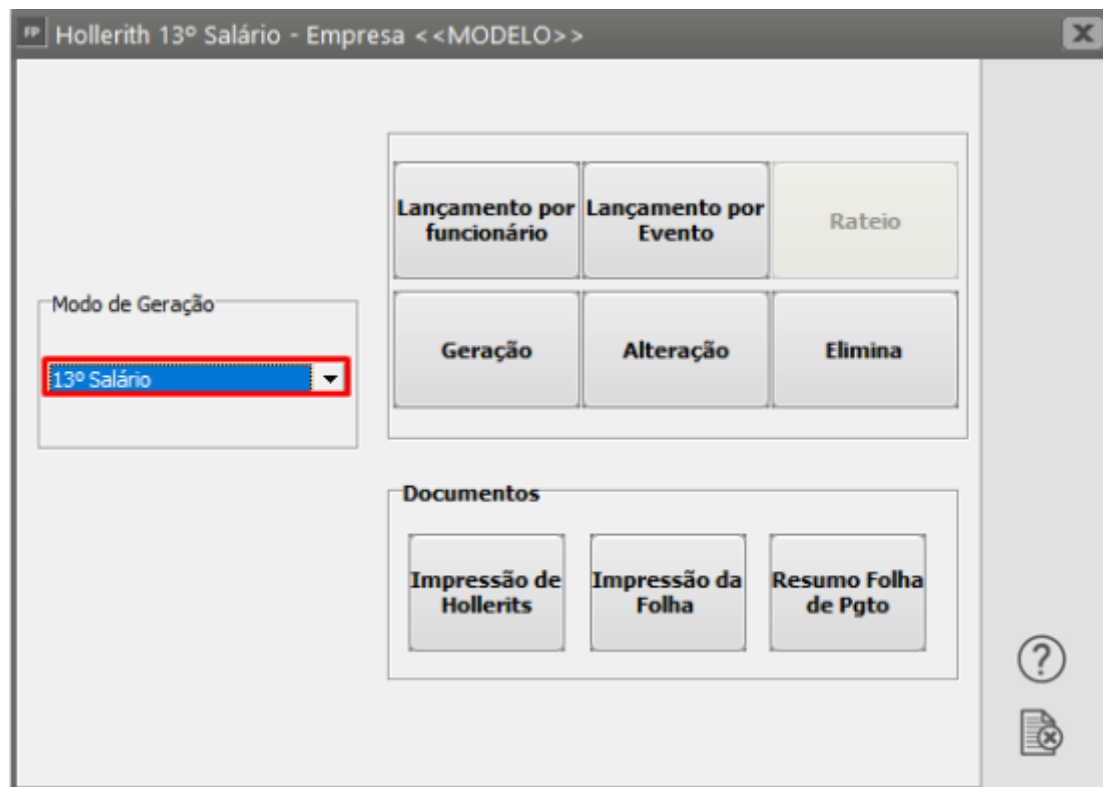 FP Hollerith 13º Salário - Empresa <<MODELO>>
Lançamento por
funcionário
Lançamento por
Evento
Rateio
Modo de Geração
13º Salário
Geração
Alteração
Elimina
Documentos
Impressão de
Hollerits
Impressão da
Folha
Resumo Folha
de Pgto
?